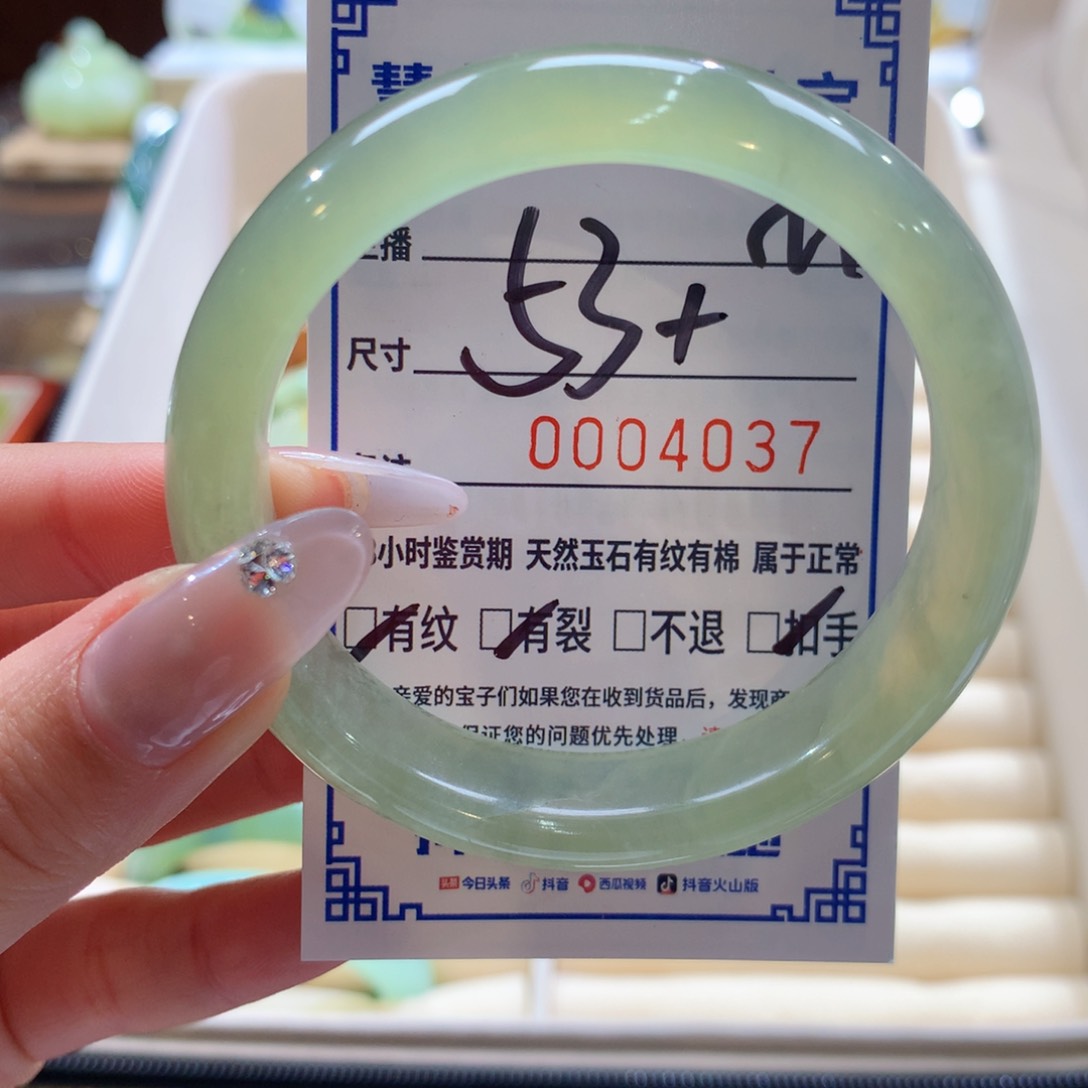 播
53+
尺寸
0004037
小时鉴赏期 天然玉石有纹有棉 属于正常
□有纹 □有裂 □不退 □扣手
亲爱的宝子们如果您在收到货品后，发现
保证您的问题优先处理
头条 今日头条 抖音 西瓜视频 抖音火山版